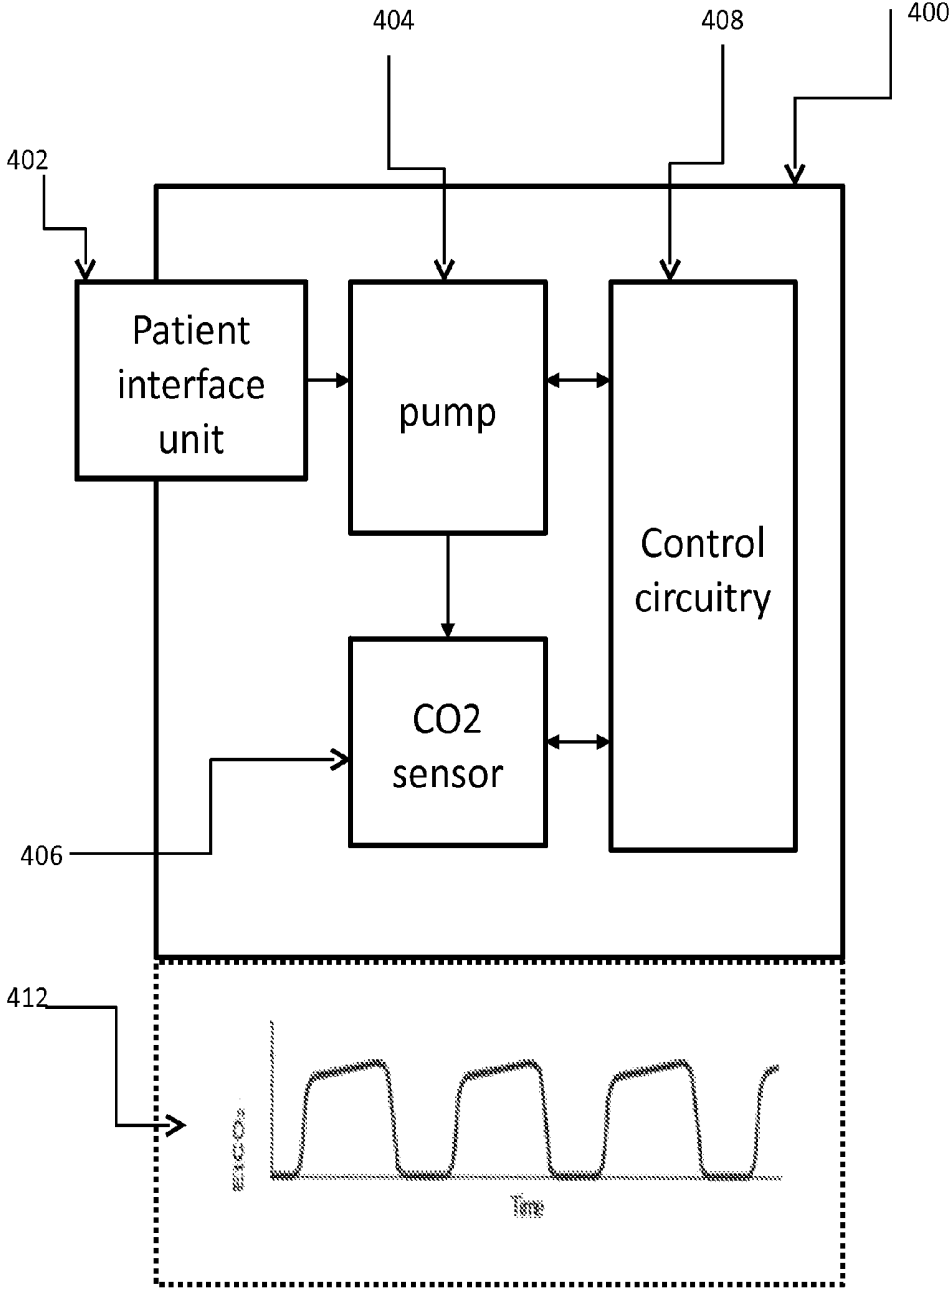 404
408
400
402
Patient
interface
unit
pump
Control
circuitry
CO2
sensor
406
412
Time